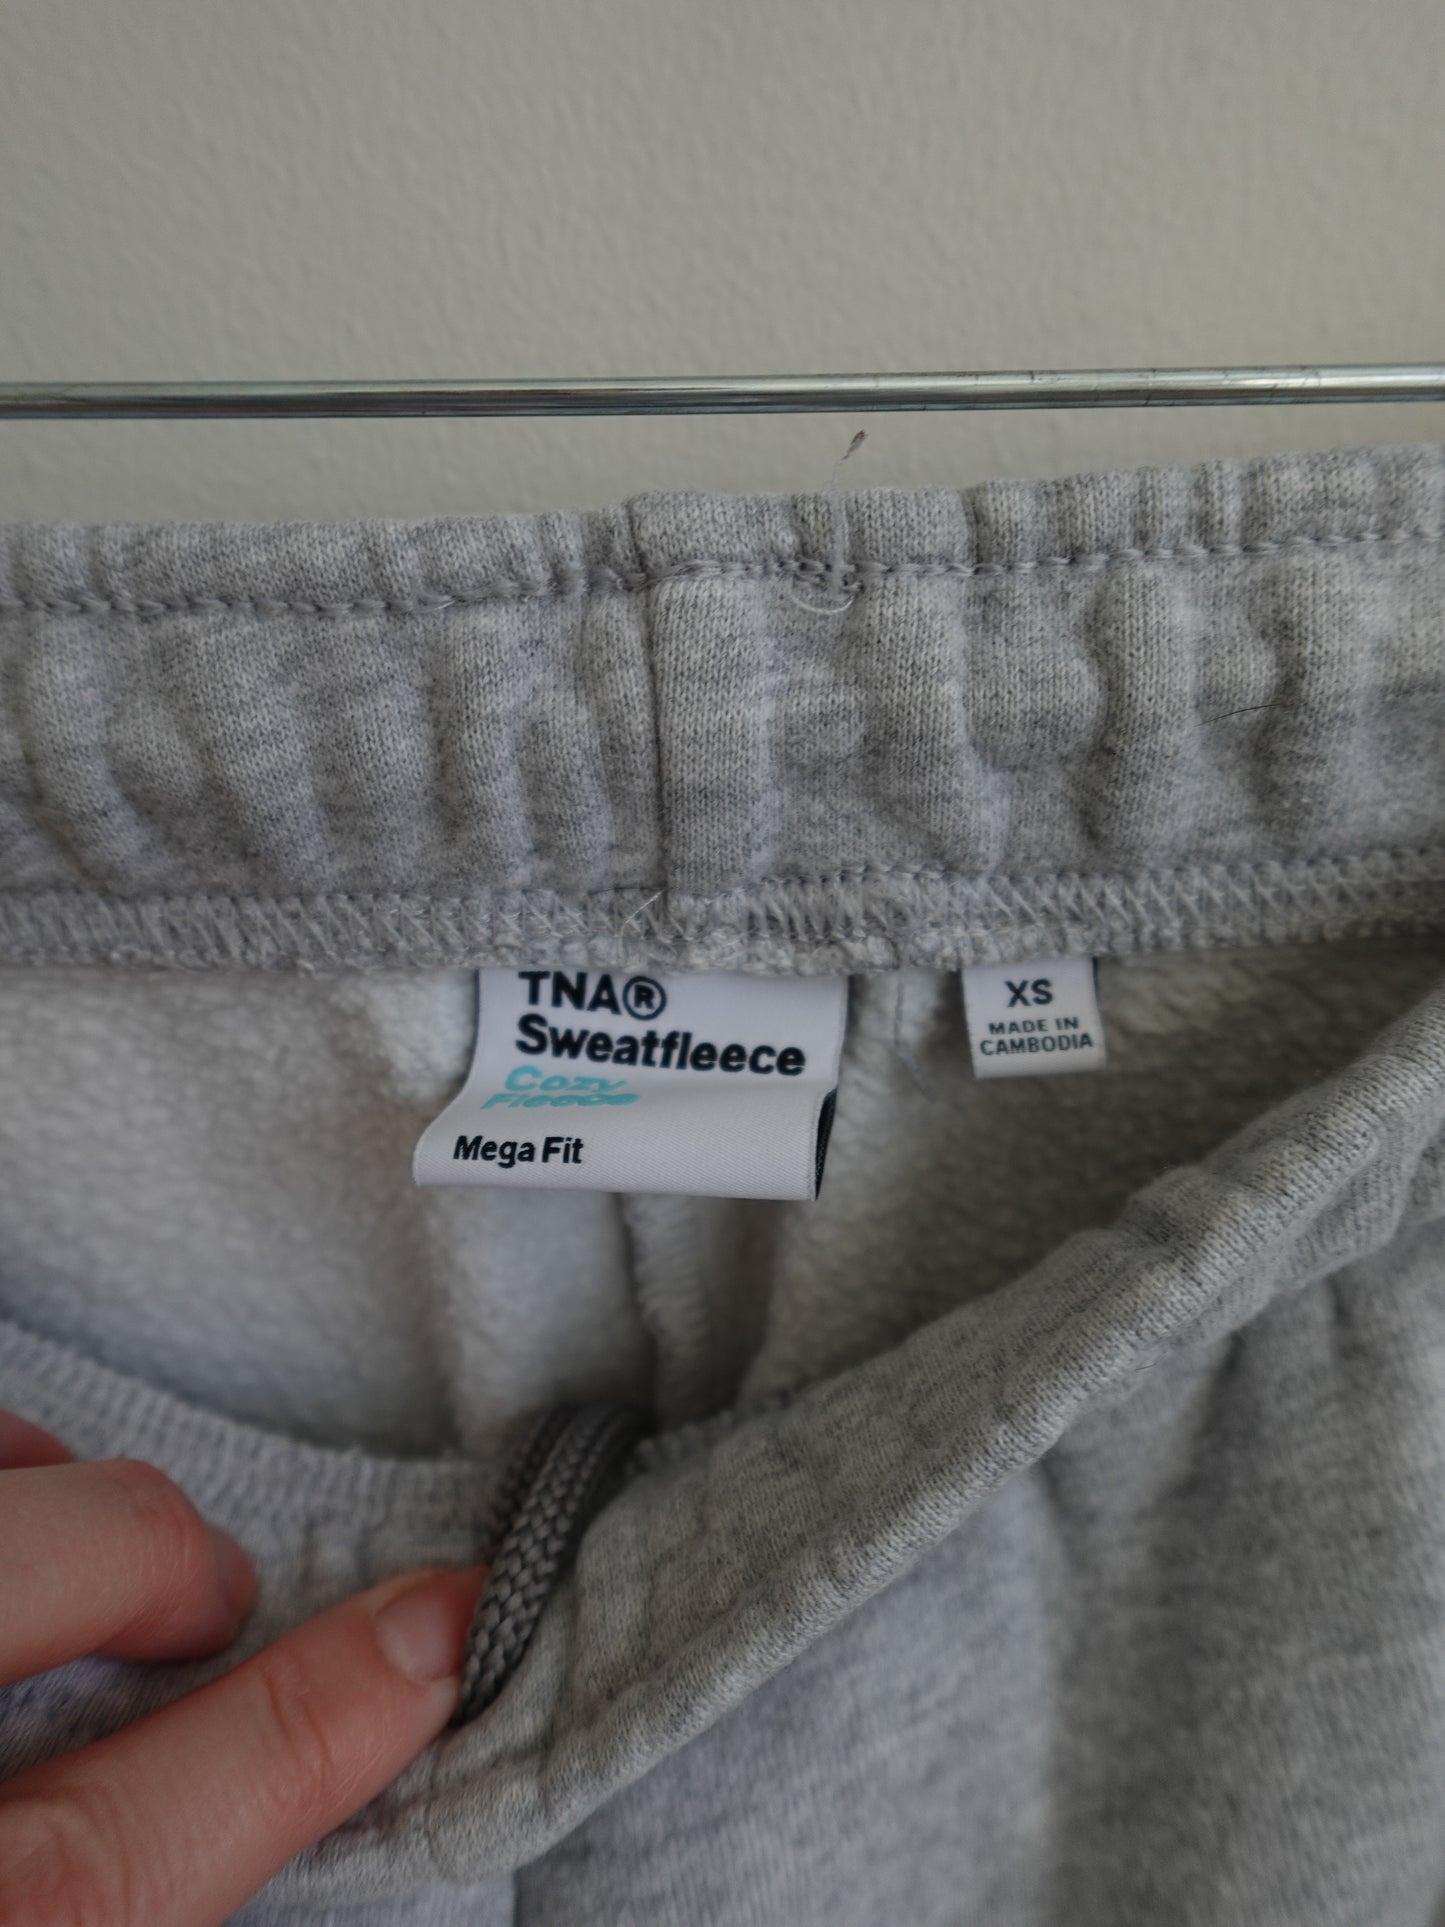 TNA®
Sweatfleece
Cozy
Fleece
Mega Fit
XS
MADE IN
CAMBODIA